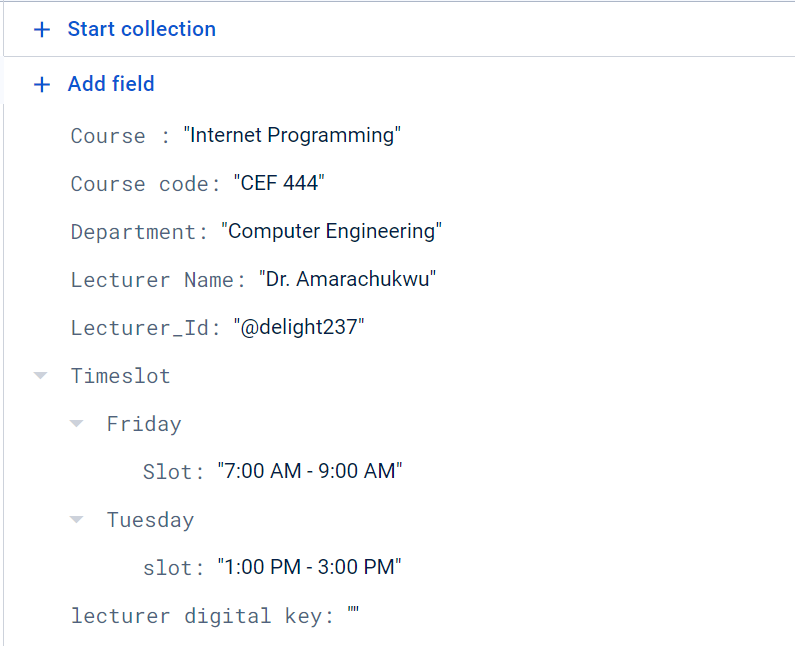 + Start collection
+ Add field
Course : "Internet Programming"
Course code: "CEF 444"
Department: "Computer Engineering"
Lecturer Name: "Dr. Amarachukwu"
Lecturer_Id: "@delight237"
Timeslot
Friday
Slot: "7:00 AM - 9:00 AM"
Tuesday
slot: "1:00 PM - 3:00 PM"
lecturer digital key: ""